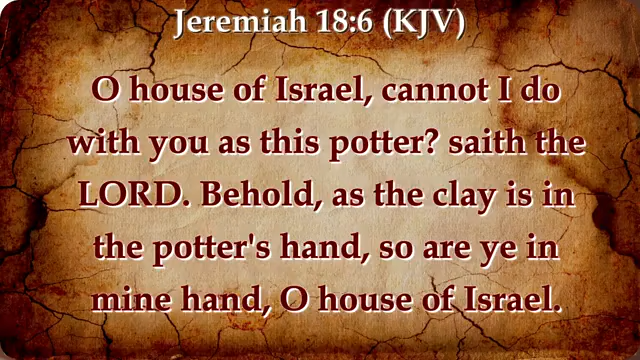 Jeremiah 18:6 (KJV)
O house of Israel, cannot I do
with you as this potter? saith the
LORD. Behold, as the clay is in
the potter's hand, so are ye in
mine hand, O house of Israel.